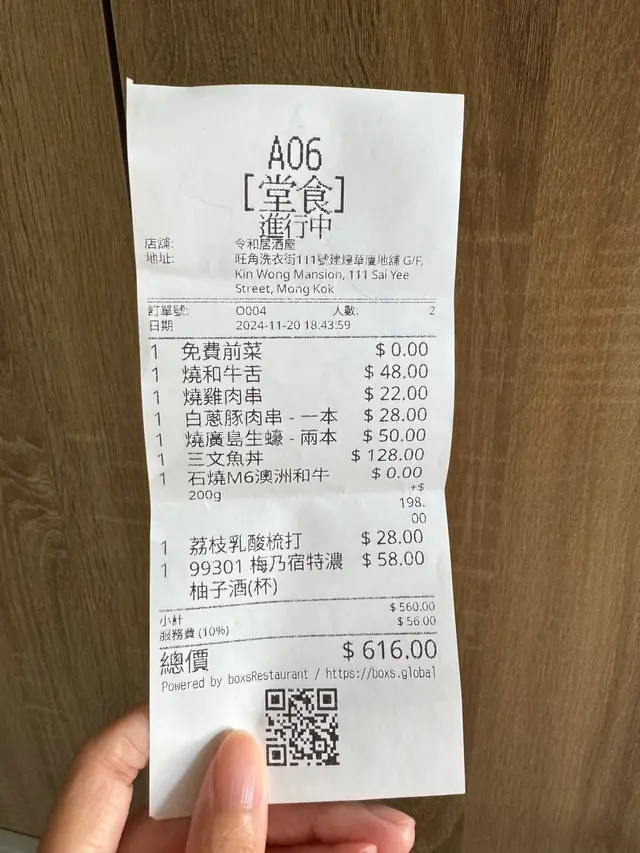 A06
[堂食]
進行中
店舖: 令和居酒屋
地址: 旺角洗衣街111號建煌華廈地舖 G/F,
Kin Wong Mansion, 111 Sai Yee
Street, Mong Kok
訂單號: O004 人數: 2
日期 2024-11-20 18:43:59
1 免費前菜 $ 0.00
1 燒和牛舌 $ 48.00
1 燒雞肉串 $ 22.00
1 白蔥豚肉串 - 一本 $ 28.00
1 燒廣島生蠔 - 兩本 $ 50.00
1 三文魚丼 $ 128.00
1 石燒M6澳洲和牛 $ 0.00
200g +$
198.
00
1 荔枝乳酸梳打 $ 28.00
1 99301 梅乃宿特濃 $ 58.00
柚子酒(杯)
小計 $ 560.00
服務費 (10%) $ 56.00
總價 $ 616.00
Powered by boxsRestaurant / https://boxs.global